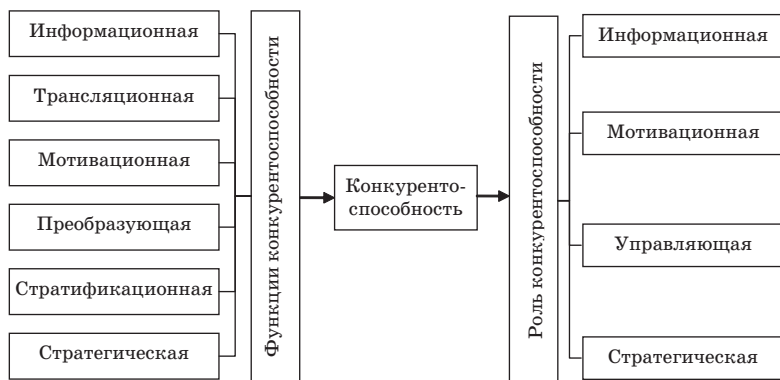 Информационная
Трансляционная
Мотивационная
Преобразующая
Стратификационная
Стратегическая
Функции конкурентоспособности
Конкуренто-
способность
Роль конкурентоспособности
Информационная
Мотивационная
Управляющая
Стратегическая